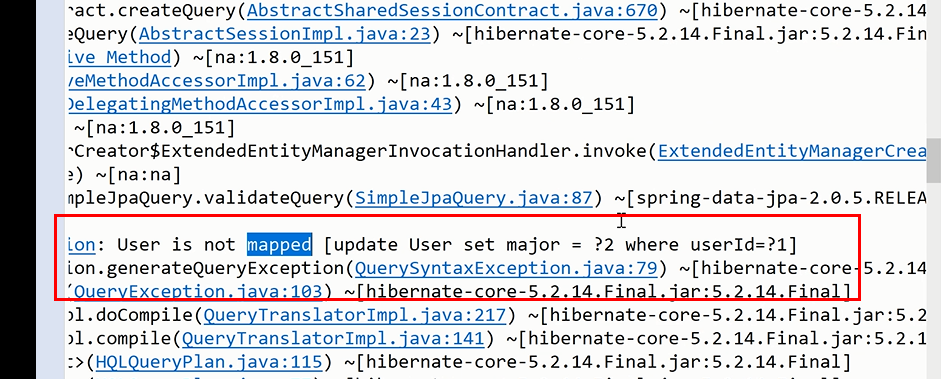 ract.createQuery(AbstractSharedSessionContract.java:670) ~[hibernate-core-5.2.14
eQuery(AbstractSessionImpl.java:23) ~[hibernate-core-5.2.14.Final.jar:5.2.14.Fin
ive Method) ~[na:1.8.0_151]
veMethodAccessorImpl.java:62) ~[na:1.8.0_151]
DelegatingMethodAccessorImpl.java:43) ~[na:1.8.0_151]
~[na:1.8.0_151]
rCreator$ExtendedEntityManagerInvocationHandler.invoke(ExtendedEntityManagerCrea
e) ~[na:na]
mpleJpaQuery.validateQuery(SimpleJpaQuery.java:87) ~[spring-data-jpa-2.0.5.RELEA
ion: User is not mapped [update User set major = ?2 where userId=?1]
ion.generateQueryException(QuerySyntaxException.java:79) ~[hibernate-core-5.2.14
(QueryException.java:103) ~[hibernate-core-5.2.14.Final.jar:5.2.14.Final]
pl.doCompile(QueryTranslatorImpl.java:217) ~[hibernate-core-5.2.14.Final.jar:5.2
pl.compile(QueryTranslatorImpl.java:141) ~[hibernate-core-5.2.14.Final.jar:5.2.1
t>(HQLQueryPlan.java:115) ~[hibernate-core-5.2.14.Final.jar:5.2.14.Final]